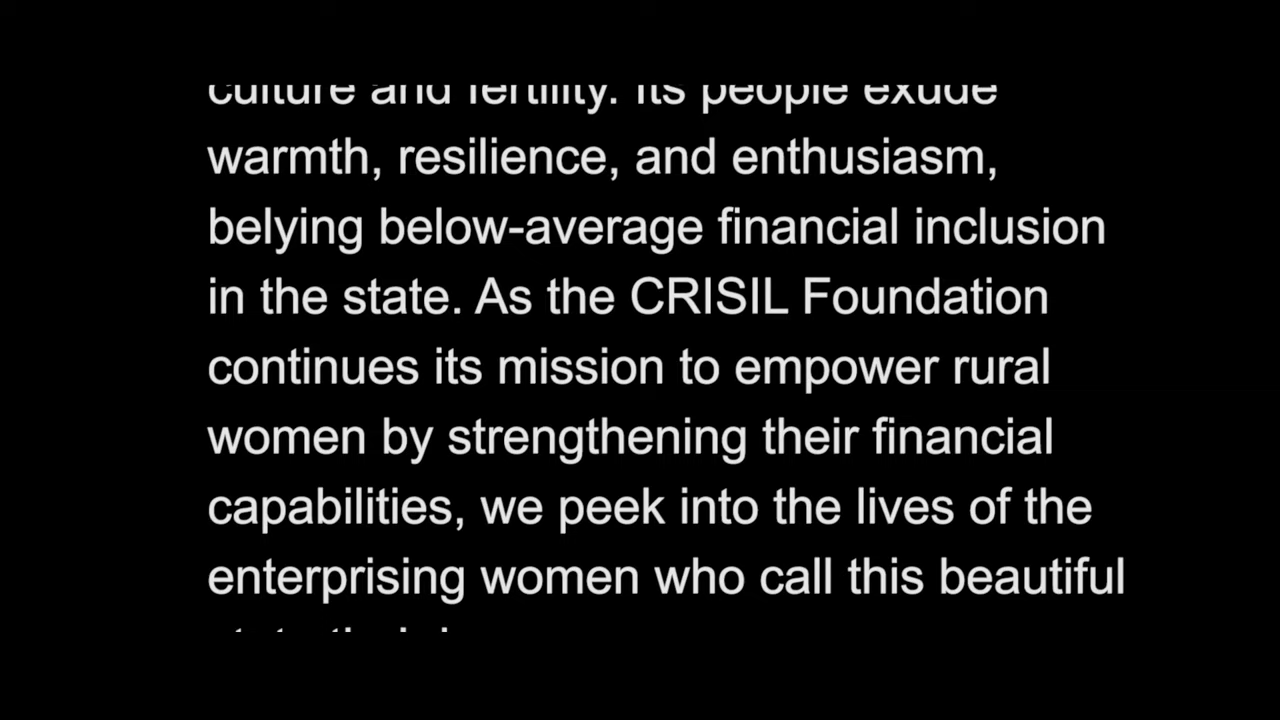 culture and fertility. Its people exude
warmth, resilience, and enthusiasm,
belying below-average financial inclusion
in the state. As the CRISIL Foundation
continues its mission to empower rural
women by strengthening their financial
capabilities, we peek into the lives of the
enterprising women who call this beautiful